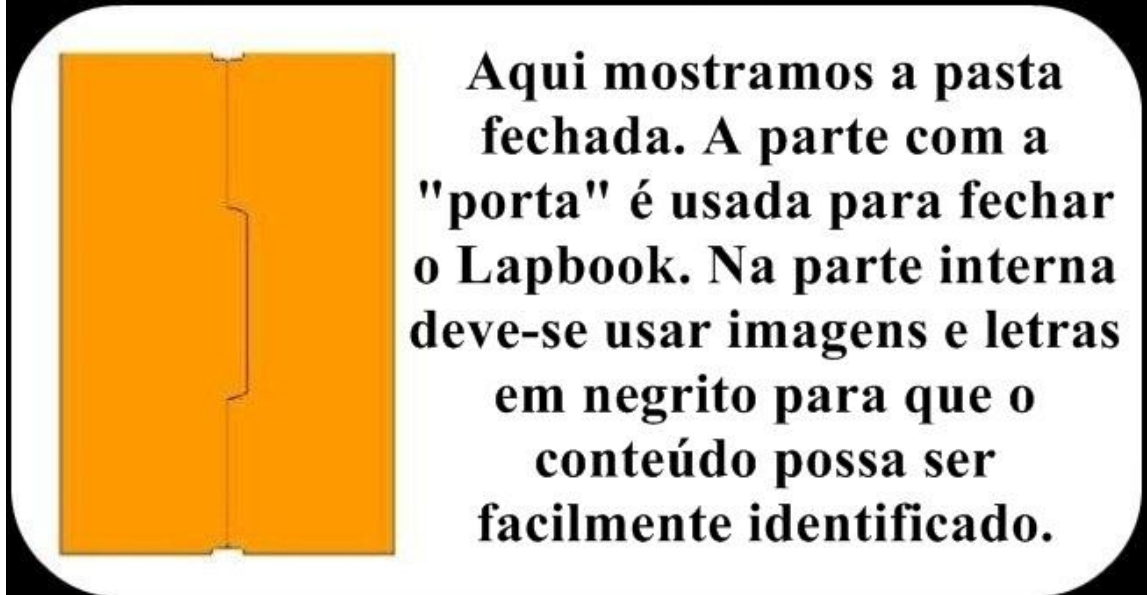 Aqui mostramos a pasta
fechada. A parte com a
"porta" é usada para fechar
o Lapbook. Na parte interna
deve-se usar imagens e letras
em negrito para que o
conteúdo possa ser
facilmente identificado.